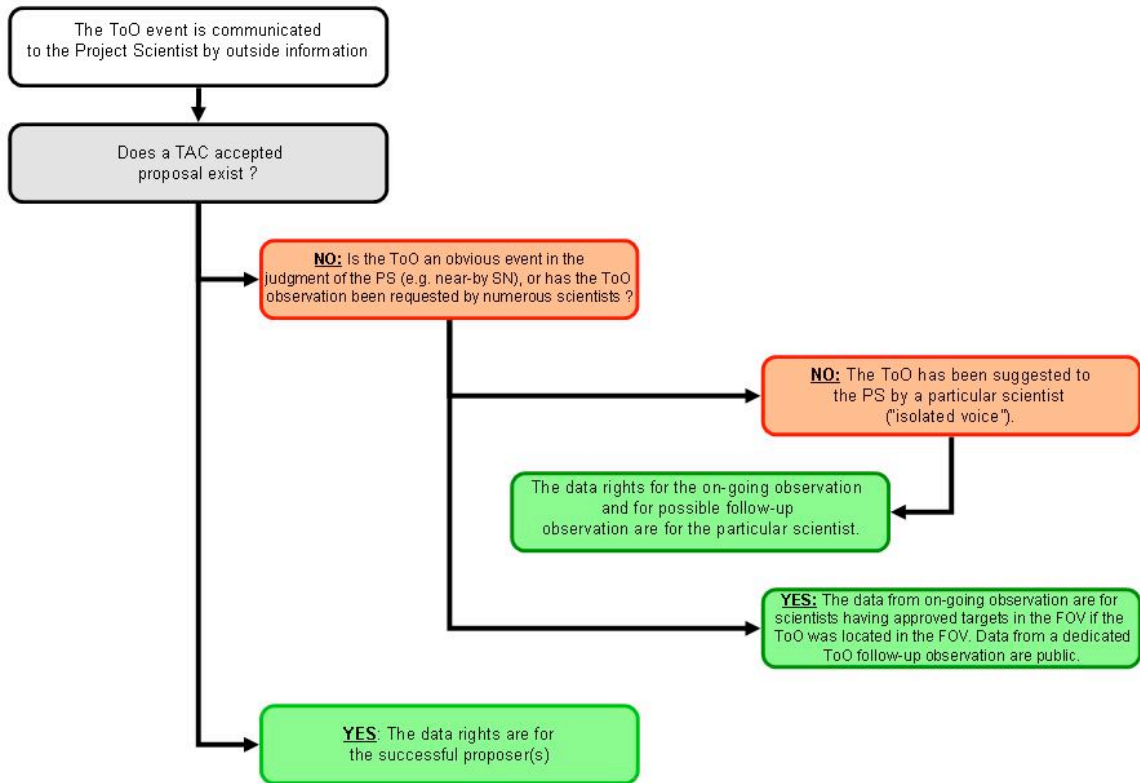 The ToO event is communicated
to the Project Scientist by outside information
Does a TAC accepted
proposal exist ?
NO: Is the ToO an obvious event in the
judgment of the PS (e.g. near-by SN), or has the ToO
observation been requested by numerous scientists ?
NO: The ToO has been suggested to
the PS by a particular scientist
("isolated voice").
The data rights for the on-going observation
and for possible follow-up
observation are for the particular scientist.
YES: The data from on-going observation are for
scientists having approved targets in the FOV if the
ToO was located in the FOV. Data from a dedicated
ToO follow-up observation are public.
YES: The data rights are for
the successful proposer(s)